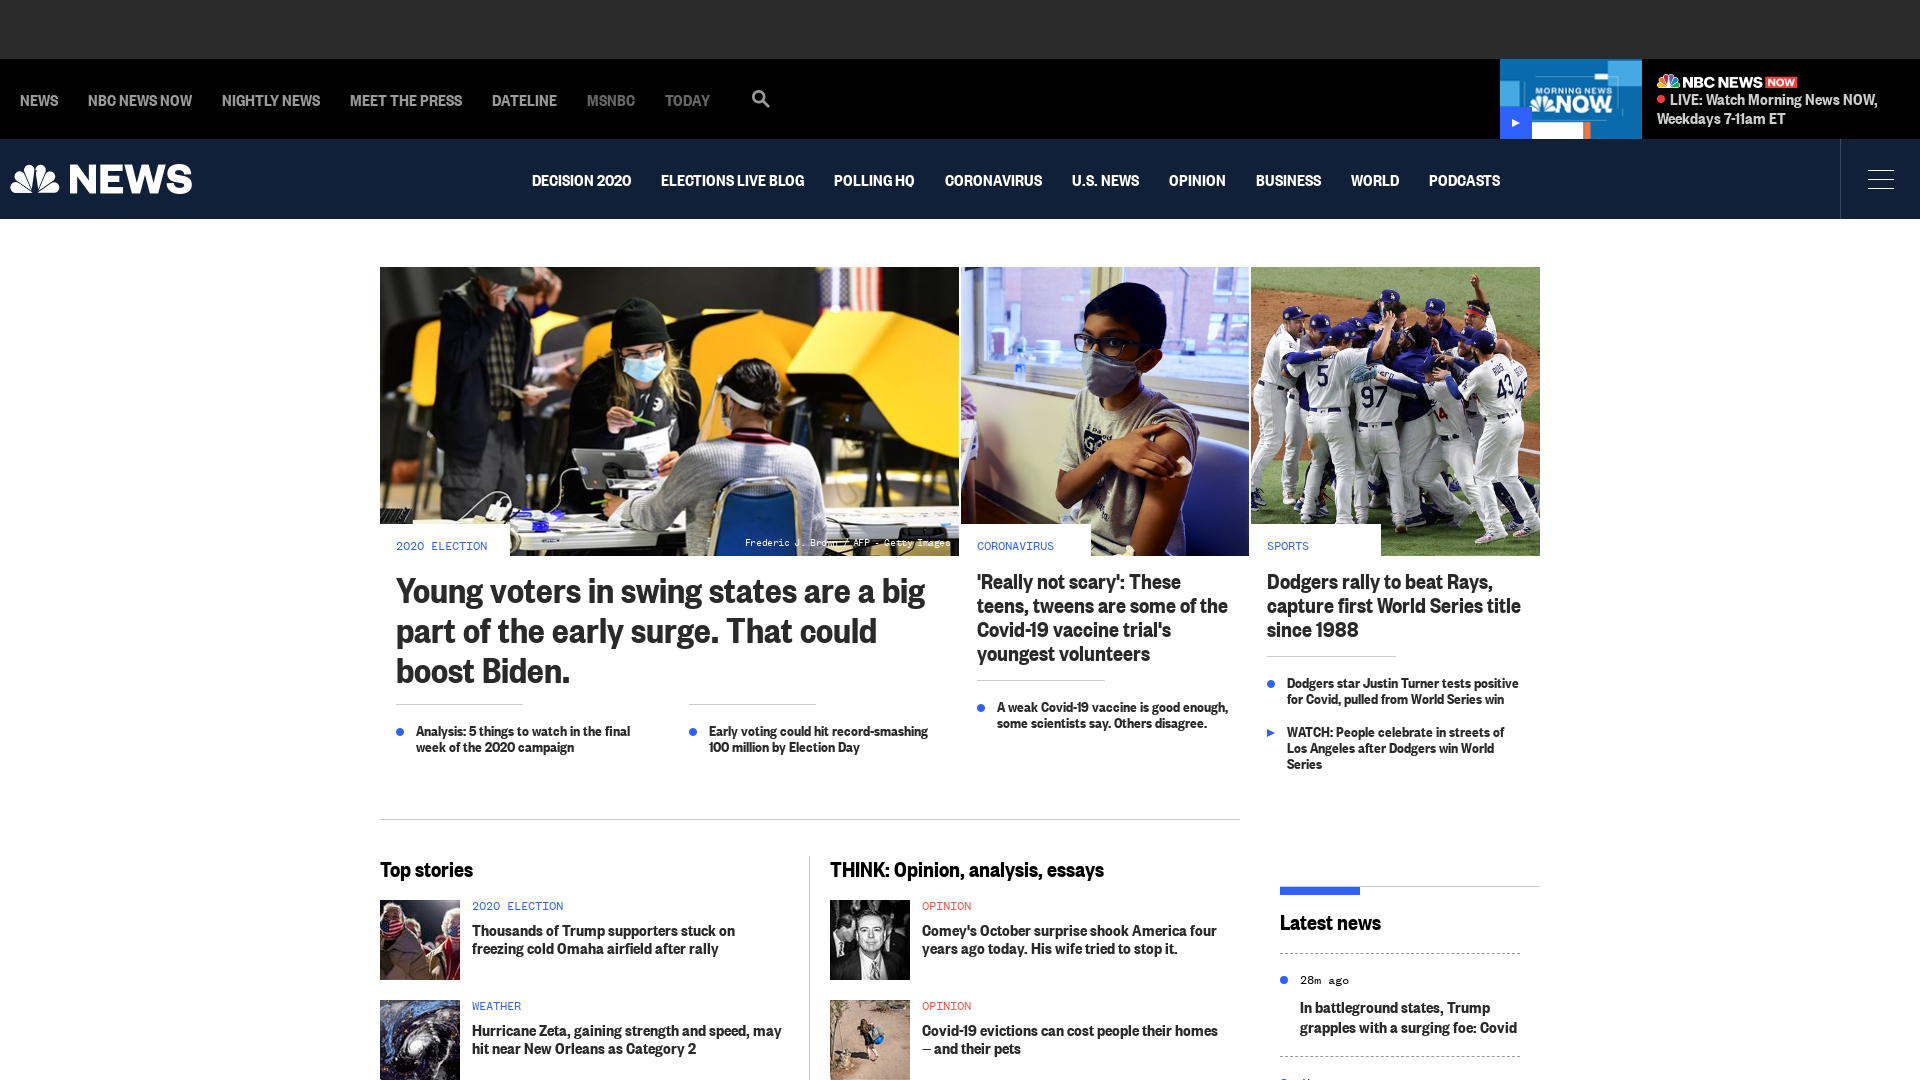 NEWS
NBC NEWS NOW
NIGHTLY NEWS
MEET THE PRESS
DATELINE
MSNBC
TODAY
MORNING NEWS
NOW
NBC NEWS NOW
LIVE: Watch Morning News NOW,
Weekdays 7-11am ET
NEWS
DECISION 2020
ELECTIONS LIVE BLOG
POLLING HQ
CORONAVIRUS
U.S. NEWS
OPINION
BUSINESS
WORLD
PODCASTS
Frederic J. Brown / AFP - Getty Images
2020 ELECTION
Young voters in swing states are a big
part of the early surge. That could
boost Biden.
Analysis: 5 things to watch in the final
week of the 2020 campaign
Early voting could hit record-smashing
100 million by Election Day
CORONAVIRUS
'Really not scary': These
teens, tweens are some of the
Covid-19 vaccine trial's
youngest volunteers
A weak Covid-19 vaccine is good enough,
some scientists say. Others disagree.
5
97
14
43
SPORTS
Dodgers rally to beat Rays,
capture first World Series title
since 1988
Dodgers star Justin Turner tests positive
for Covid, pulled from World Series win
WATCH: People celebrate in streets of
Los Angeles after Dodgers win World
Series
Top stories
2020 ELECTION
Thousands of Trump supporters stuck on
freezing cold Omaha airfield after rally
WEATHER
Hurricane Zeta, gaining strength and speed, may
hit near New Orleans as Category 2
THINK: Opinion, analysis, essays
OPINION
Comey's October surprise shook America four
years ago today. His wife tried to stop it.
OPINION
Covid-19 evictions can cost people their homes
— and their pets
Latest news
28m ago
In battleground states, Trump
grapples with a surging foe: Covid